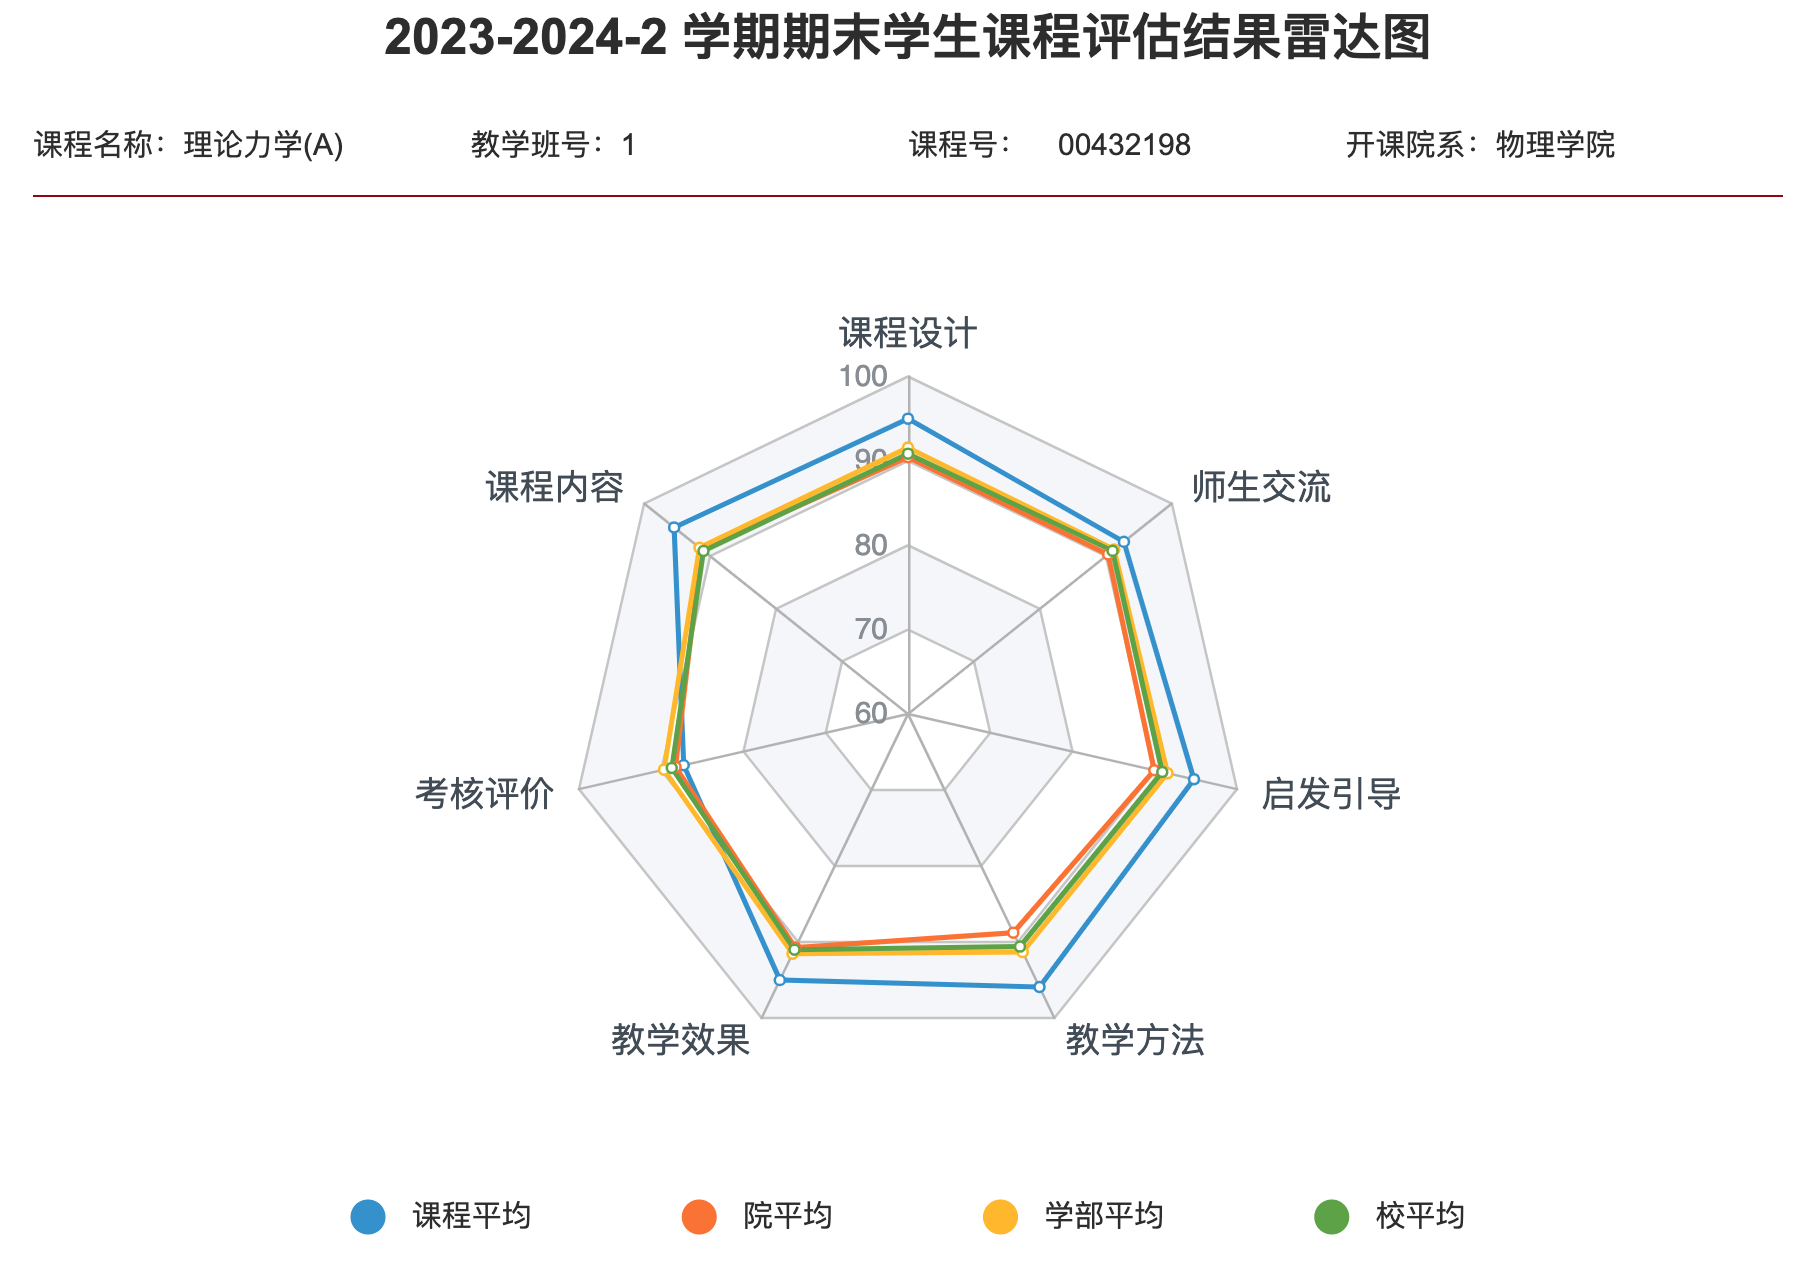 2023-2024-2 学期期末学生课程评估结果雷达图
课程名称：理论力学(A) 教学班号：1 课程号： 00432198 开课院系：物理学院
课程设计
100
90
课程内容 师生交流
80
70
60
考核评价 启发引导
教学效果 教学方法
课程平均 院平均 学部平均 校平均